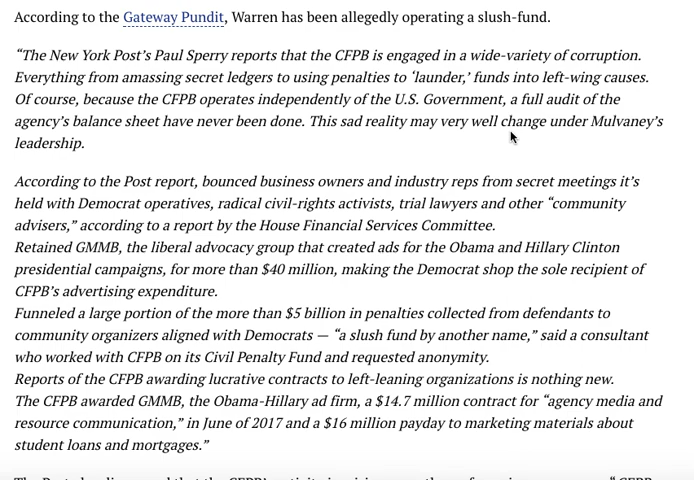 According to the Gateway Pundit, Warren has been allegedly operating a slush-fund.
“The New York Post’s Paul Sperry reports that the CFPB is engaged in a wide-variety of corruption.
Everything from amassing secret ledgers to using penalties to ‘launder,’ funds into left-wing causes.
Of course, because the CFPB operates independently of the U.S. Government, a full audit of the
agency’s balance sheet have never been done. This sad reality may very well change under Mulvaney’s
leadership.
According to the Post report, bounced business owners and industry reps from secret meetings it’s
held with Democrat operatives, radical civil-rights activists, trial lawyers and other “community
advisers,” according to a report by the House Financial Services Committee.
Retained GMMB, the liberal advocacy group that created ads for the Obama and Hillary Clinton
presidential campaigns, for more than $40 million, making the Democrat shop the sole recipient of
CFPB’s advertising expenditure.
Funneled a large portion of the more than $5 billion in penalties collected from defendants to
community organizers aligned with Democrats — “a slush fund by another name,” said a consultant
who worked with CFPB on its Civil Penalty Fund and requested anonymity.
Reports of the CFPB awarding lucrative contracts to left-leaning organizations is nothing new.
The CFPB awarded GMMB, the Obama-Hillary ad firm, a $14.7 million contract for “agency media and
resource communication,” in June of 2017 and a $16 million payday to marketing materials about
student loans and mortgages.”